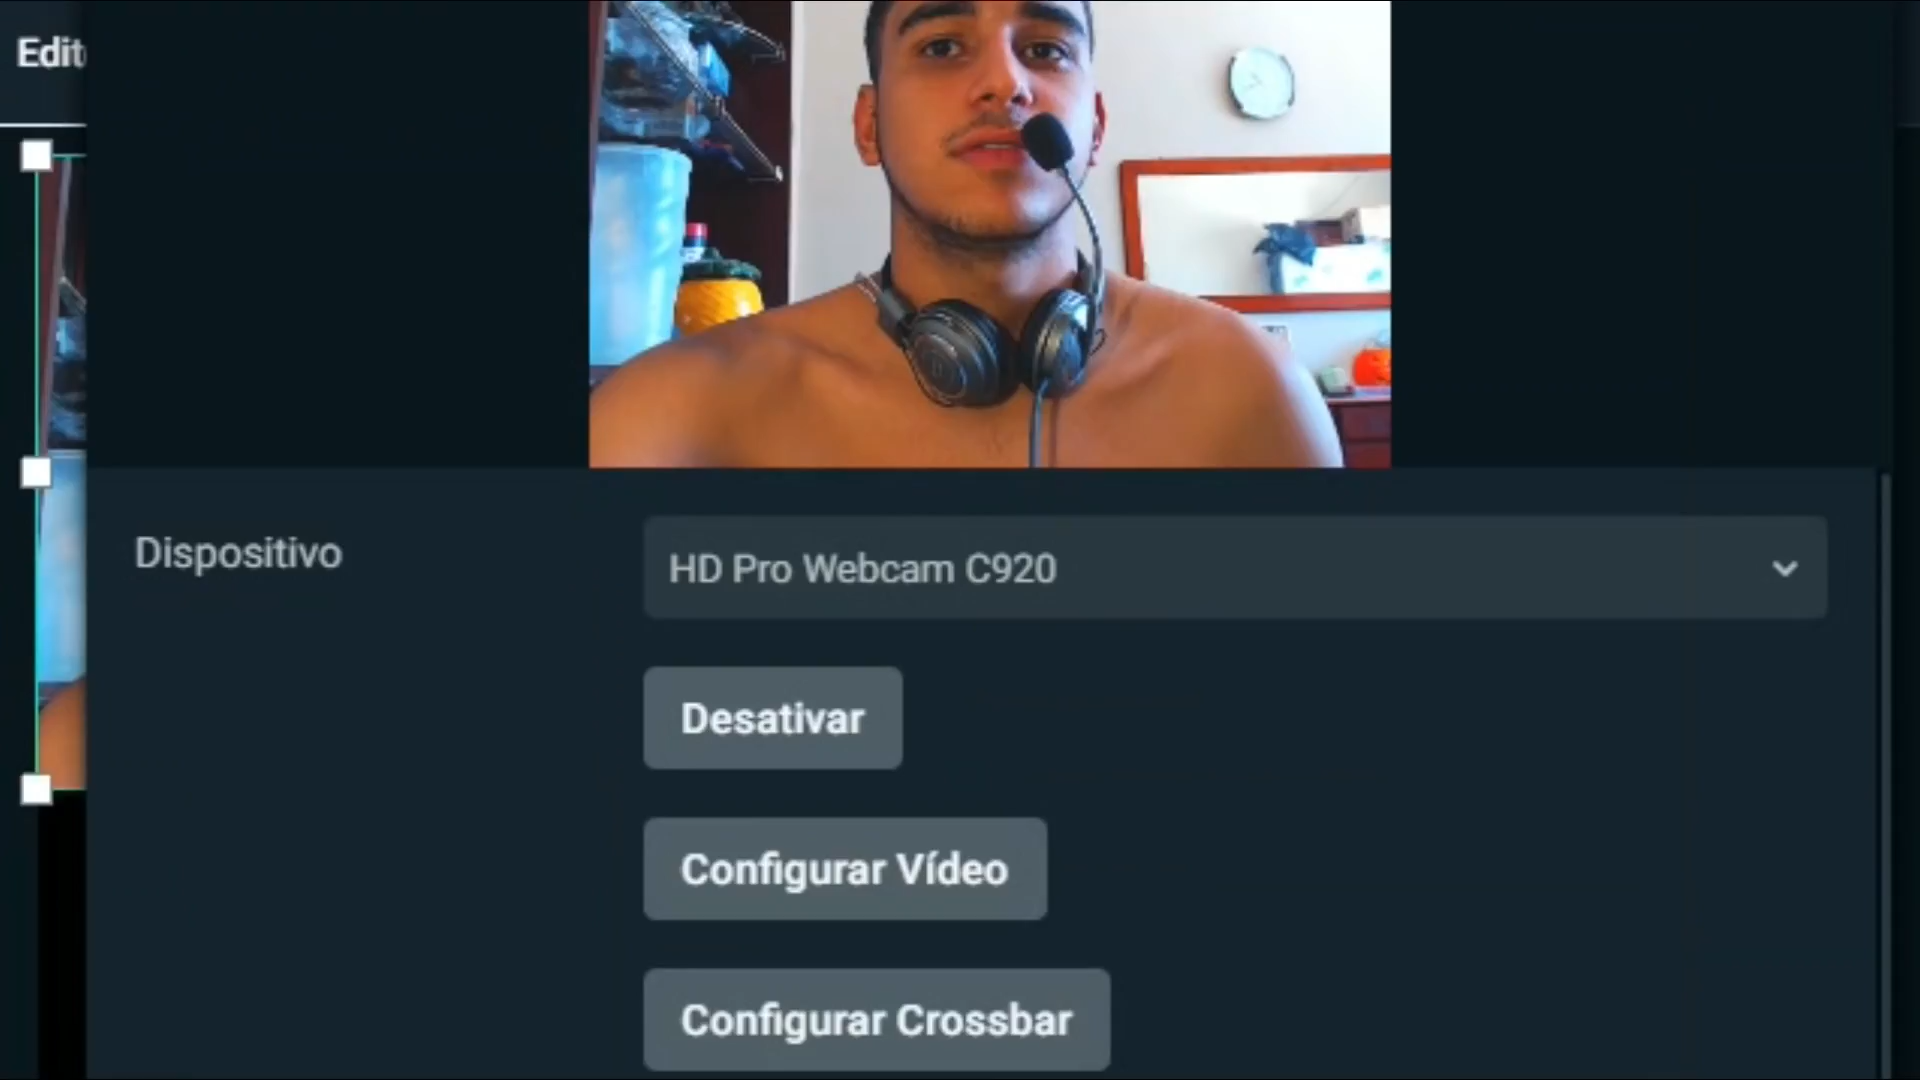 Edit
Dispositivo
HD Pro Webcam C920
Desativar
Configurar Vídeo
Configurar Crossbar